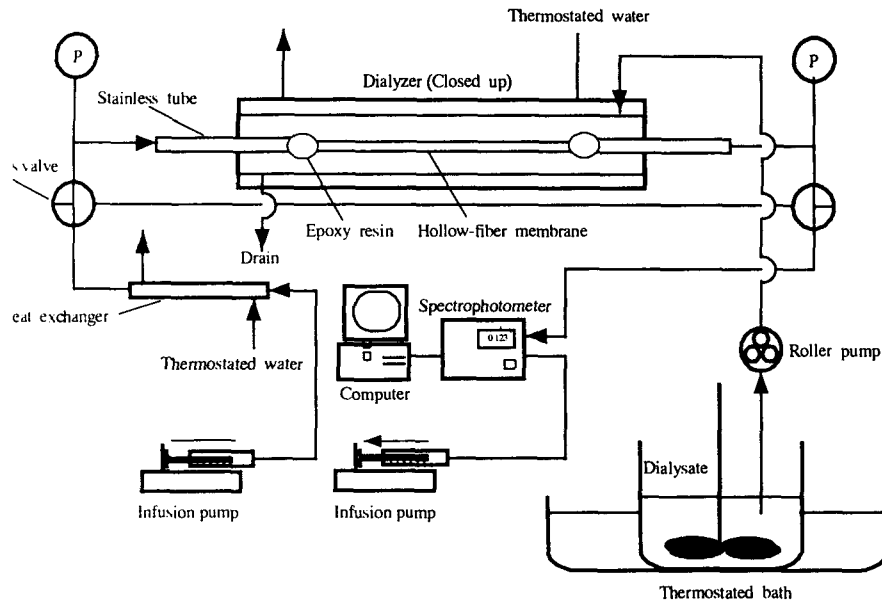 Thermostated water
P
P
Dialyzer (Closed up)
Stainless tube
valve
Epoxy resin
Hollow-fiber membrane
Drain
Spectrophotometer
eat exchanger
0.123
Thermostated water
Roller pump
Computer
Dialysate
Infusion pump
Infusion pump
Thermostated bath